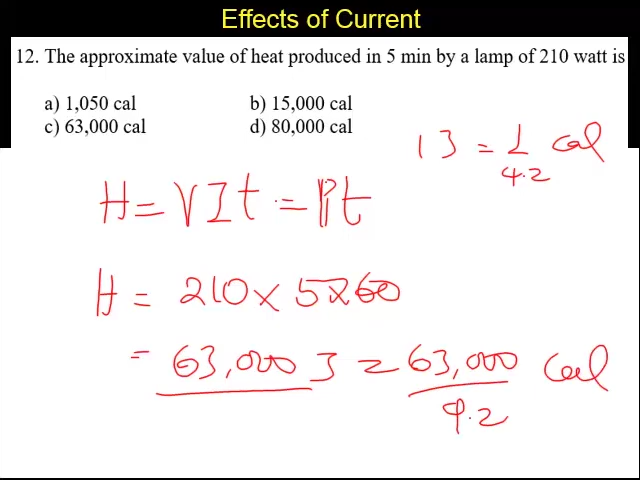 Effects of Current
12. The approximate value of heat produced in 5 min by a lamp of 210 watt is
a) 1,050 cal b) 15,000 cal
c) 63,000 cal d) 80,000 cal
1J = 1/4.2 cal
H = VIt = Pt
H = 210 × 5×60
= 63,000 J = 63,000/4.2 cal